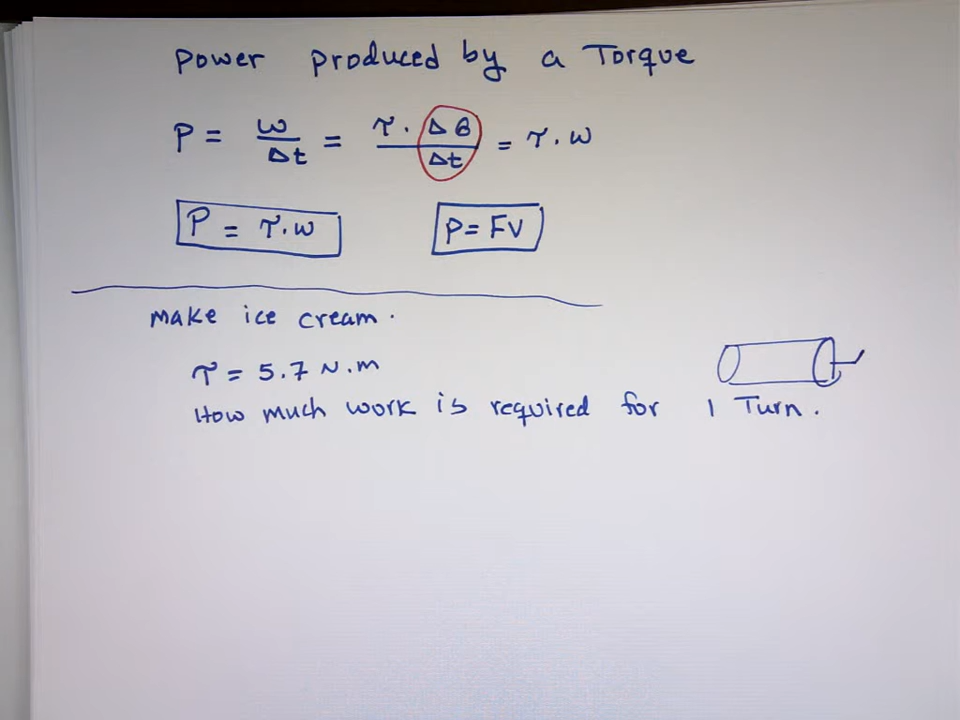 Power produced by a Torque
P = w/Δt = τ · Δθ/Δt = τ · w
P = τ · w P = FV
make ice cream.
τ = 5.7 N.m
How much work is required for 1 Turn.